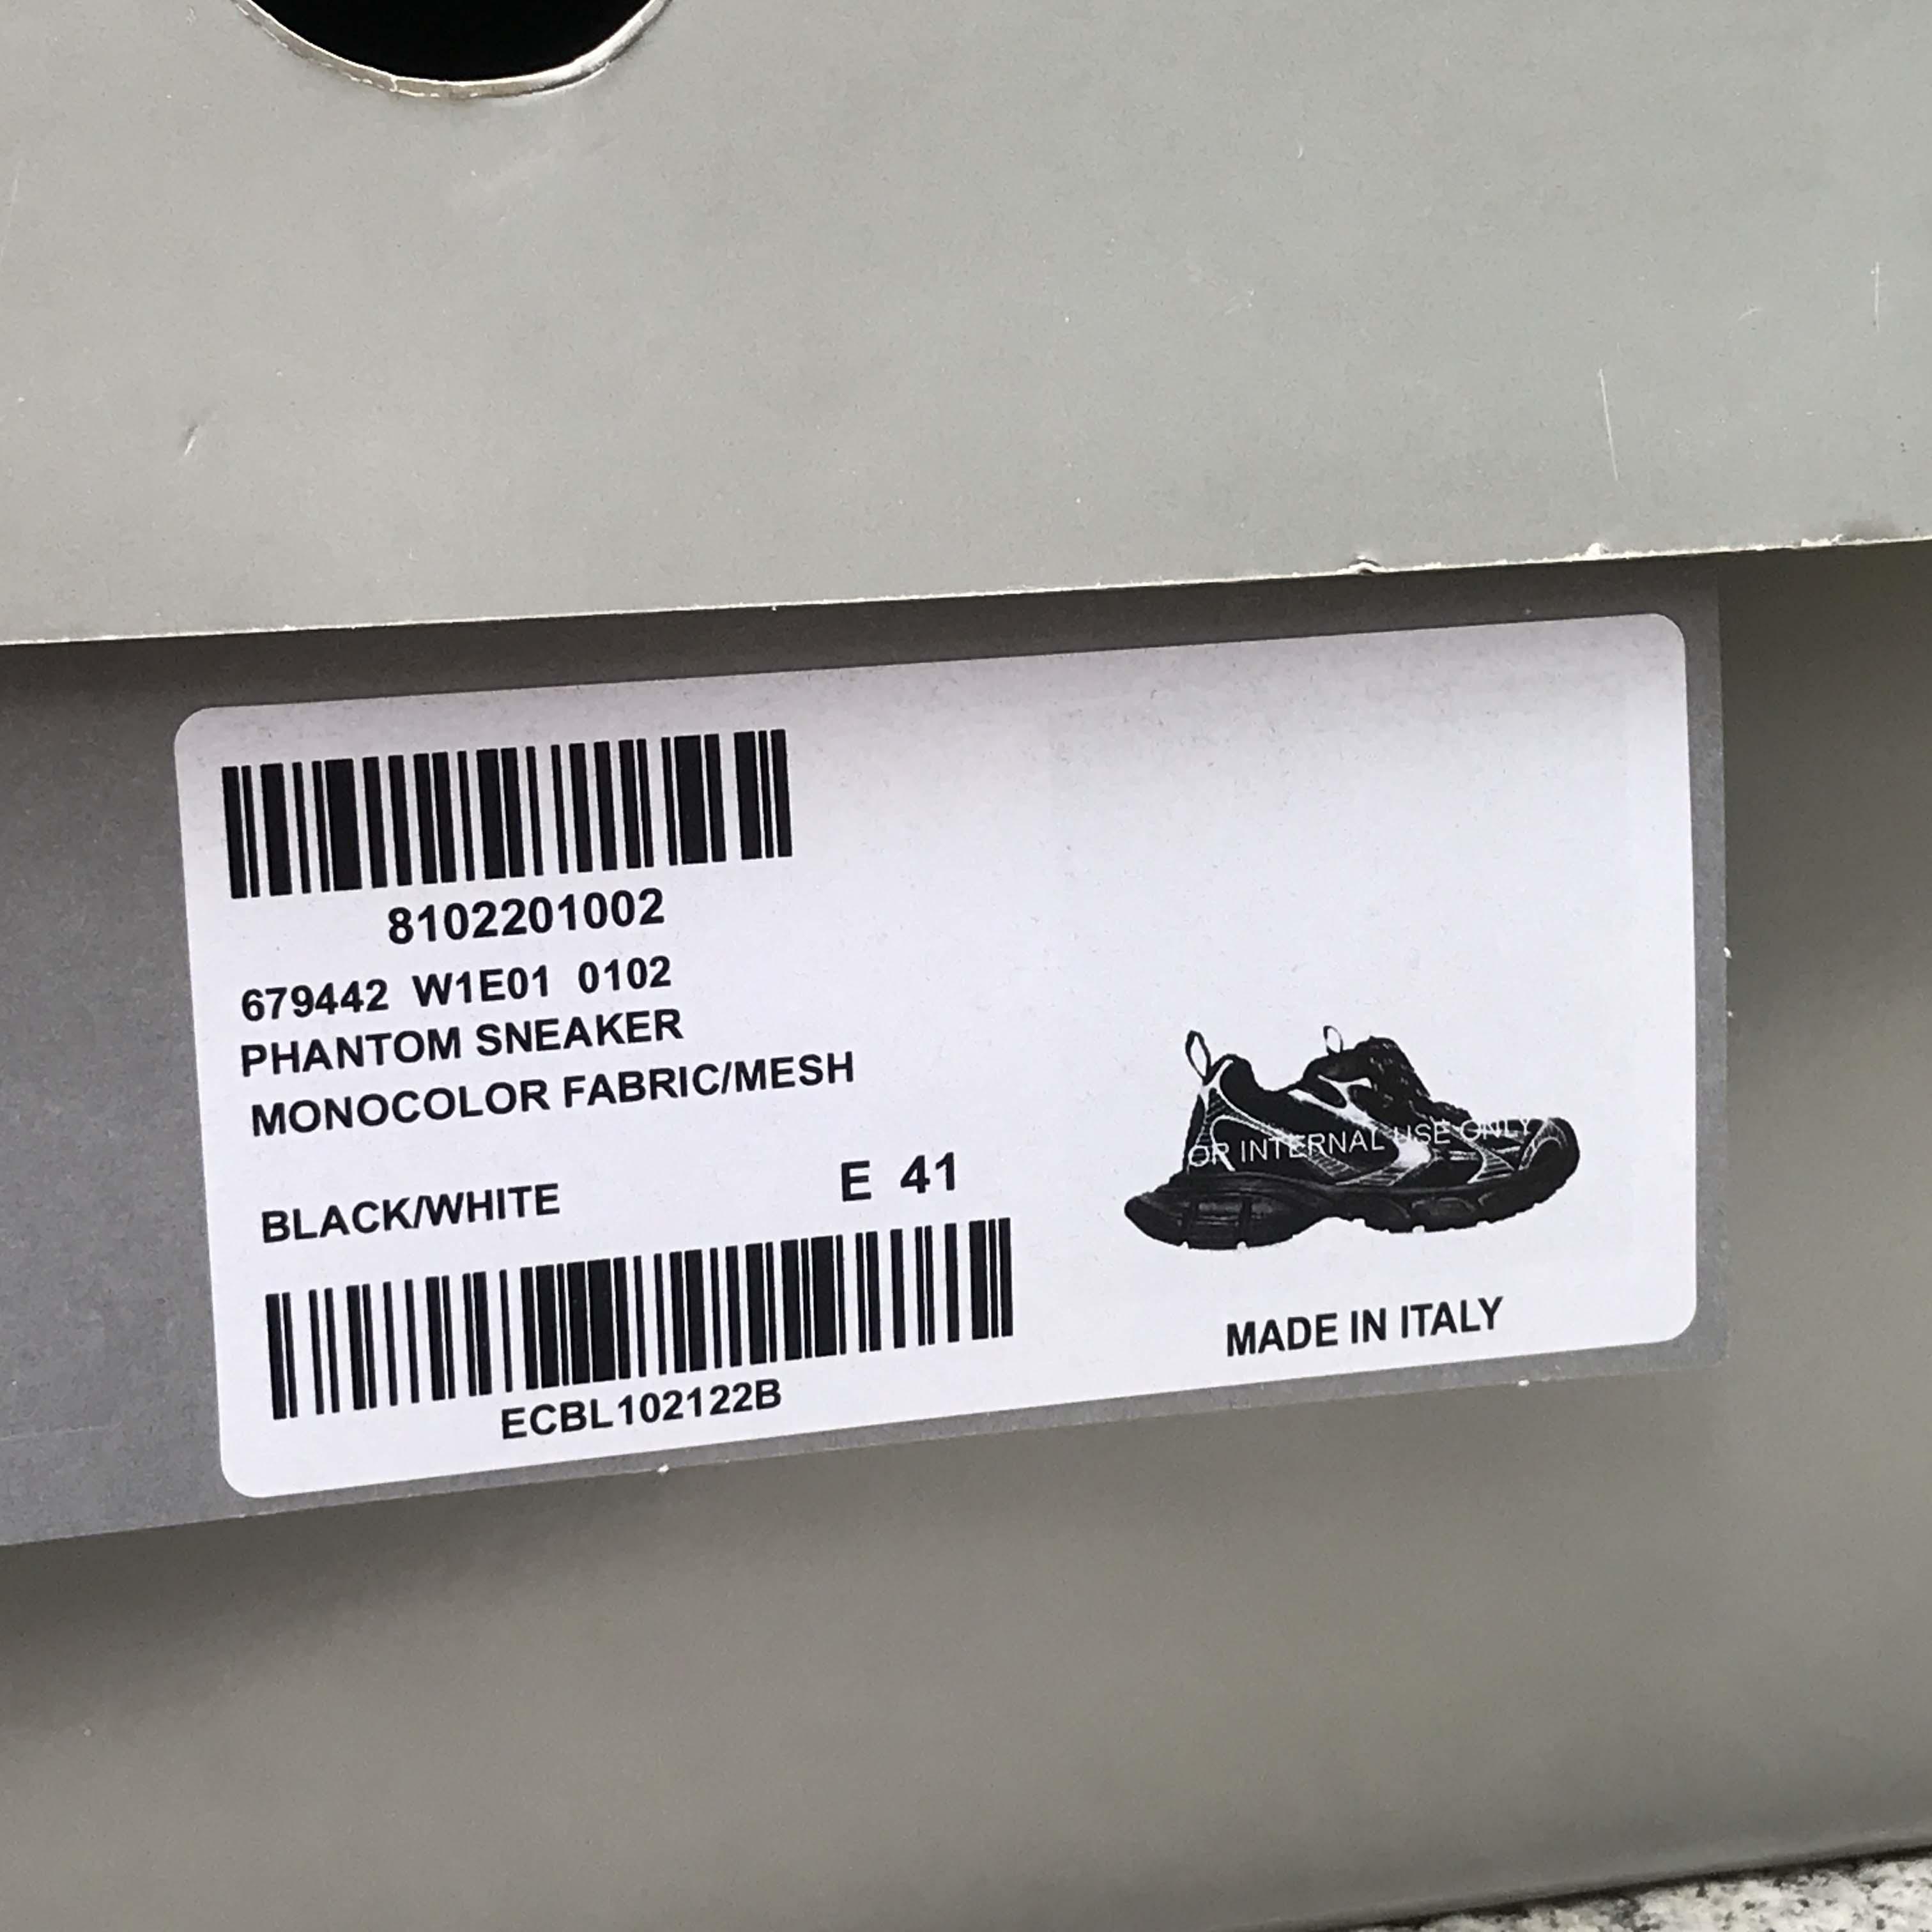 8102201002
679442 W1E01 0102
PHANTOM SNEAKER
MONOCOLOR FABRIC/MESH
BLACK/WHITE E 41
ECBL102122B
OR INTERNAL USE ONLY
MADE IN ITALY